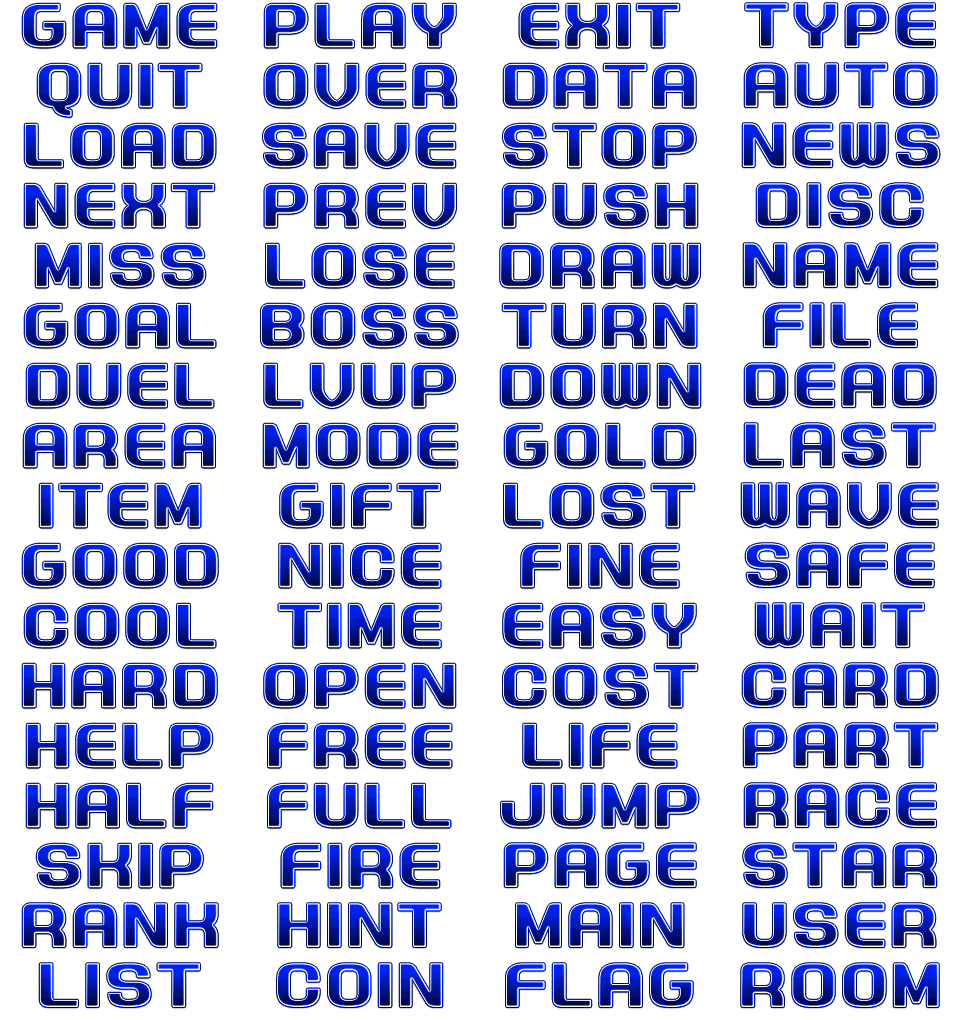 GAME PLAY EXIT TYPE
QUIT OVER DATA AUTO
LOAD SAVE STOP NEWS
NEXT PREV PUSH DISC
MISS LOSE DRAW NAME
GOAL BOSS TURN FILE
DUEL LVUP DOWN DEAD
AREA MODE GOLD LAST
ITEM GIFT LOST WAVE
GOOD NICE FINE SAFE
COOL TIME EASY WAIT
HARD OPEN COST CARD
HELP FREE LIFE PART
HALF FULL JUMP RACE
SKIP FIRE PAGE STAR
RANK HINT MAIN USER
LIST COIN FLAG ROOM